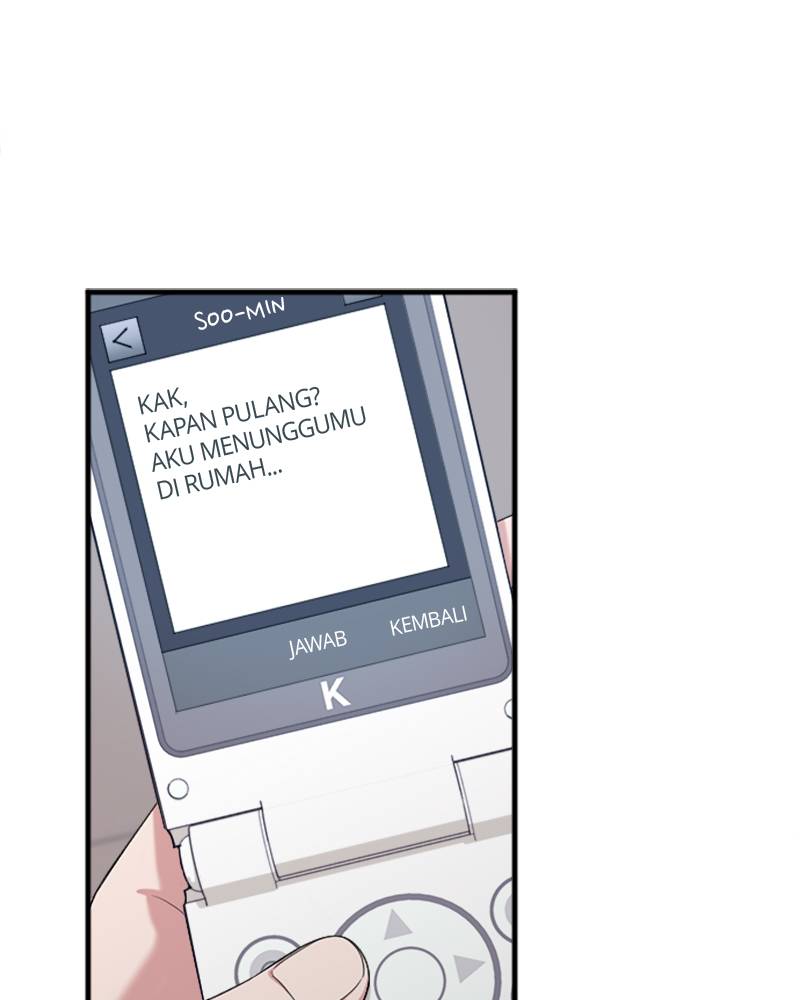 SOO-MIN
<
KAK,
KAPAN PULANG?
AKU MENUNGGUMU
DI RUMAH...
JAWAB KEMBALI
K